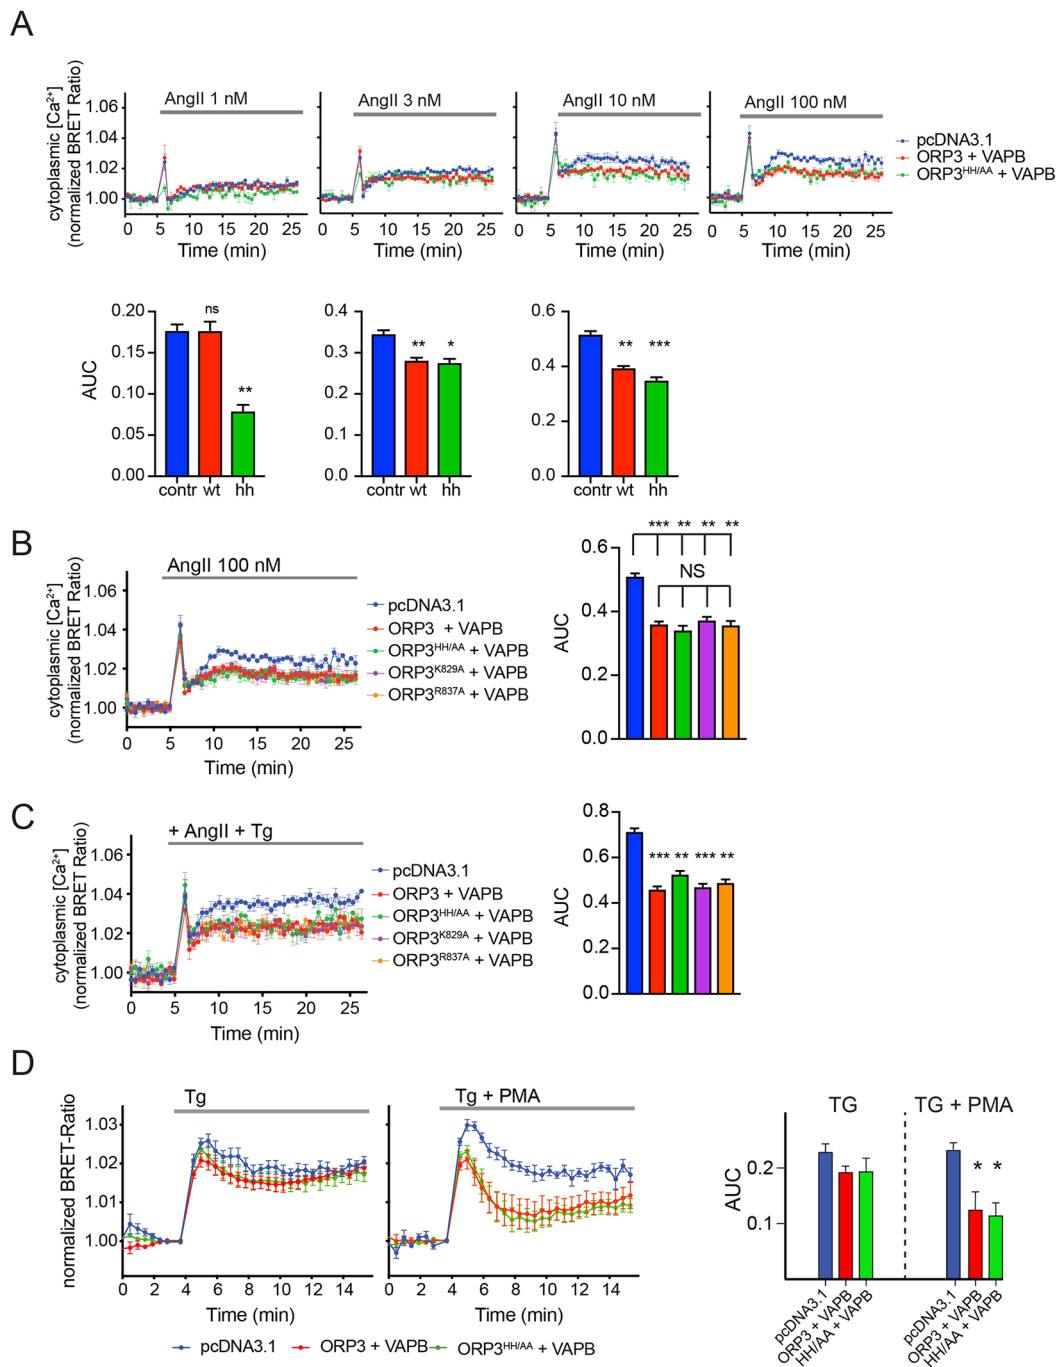 A
cytoplasmic [Ca²⁺]
(normalized BRET Ratio)
AngII 1 nM
AngII 3 nM
AngII 10 nM
AngII 100 nM
1.06
1.04
1.02
1.00
pcDNA3.1
ORP3 + VAPB
ORP3ᴴᴴ/ᴬᴬ + VAPB
0 5 10 15 20 25
0 5 10 15 20 25
0 5 10 15 20 25
0 5 10 15 20 25
Time (min)
Time (min)
Time (min)
Time (min)
AUC
0.20
0.15
0.10
0.05
0.00
ns
**
contr wt hh
0.4
0.3
0.2
0.1
0.0
** *
contr wt hh
0.6
0.4
0.2
0.0
** ***
contr wt hh
B
cytoplasmic [Ca²⁺]
(normalized BRET Ratio)
AngII 100 nM
1.06
1.04
1.02
1.00
0 5 10 15 20 25
Time (min)
pcDNA3.1
ORP3 + VAPB
ORP3ᴴᴴ/ᴬᴬ + VAPB
ORP3ᴷ⁸²⁹ᴬ + VAPB
ORP3ᴿ⁸³⁷ᴬ + VAPB
AUC
*** ** ** **
NS
0.6
0.4
0.2
0.0
C
cytoplasmic [Ca²⁺]
(normalized BRET Ratio)
+ AngII + Tg
1.06
1.04
1.02
1.00
0 5 10 15 20 25
Time (min)
pcDNA3.1
ORP3 + VAPB
ORP3ᴴᴴ/ᴬᴬ + VAPB
ORP3ᴷ⁸²⁹ᴬ + VAPB
ORP3ᴿ⁸³⁷ᴬ + VAPB
AUC
0.8
0.6
0.4
0.2
0.0
*** ** *** **
D
normalized BRET-Ratio
Tg
Tg + PMA
1.03
1.02
1.01
1.00
0 2 4 6 8 10 12 14
0 2 4 6 8 10 12 14
Time (min)
Time (min)
pcDNA3.1 ORP3 + VAPB ORP3ᴴᴴ/ᴬᴬ + VAPB
TG
TG + PMA
AUC
0.2
0.1
* *
pcDNA3.1
ORP3 + VAPB
HH/AA + VAPB
pcDNA3.1
ORP3 + VAPB
HH/AA + VAPB